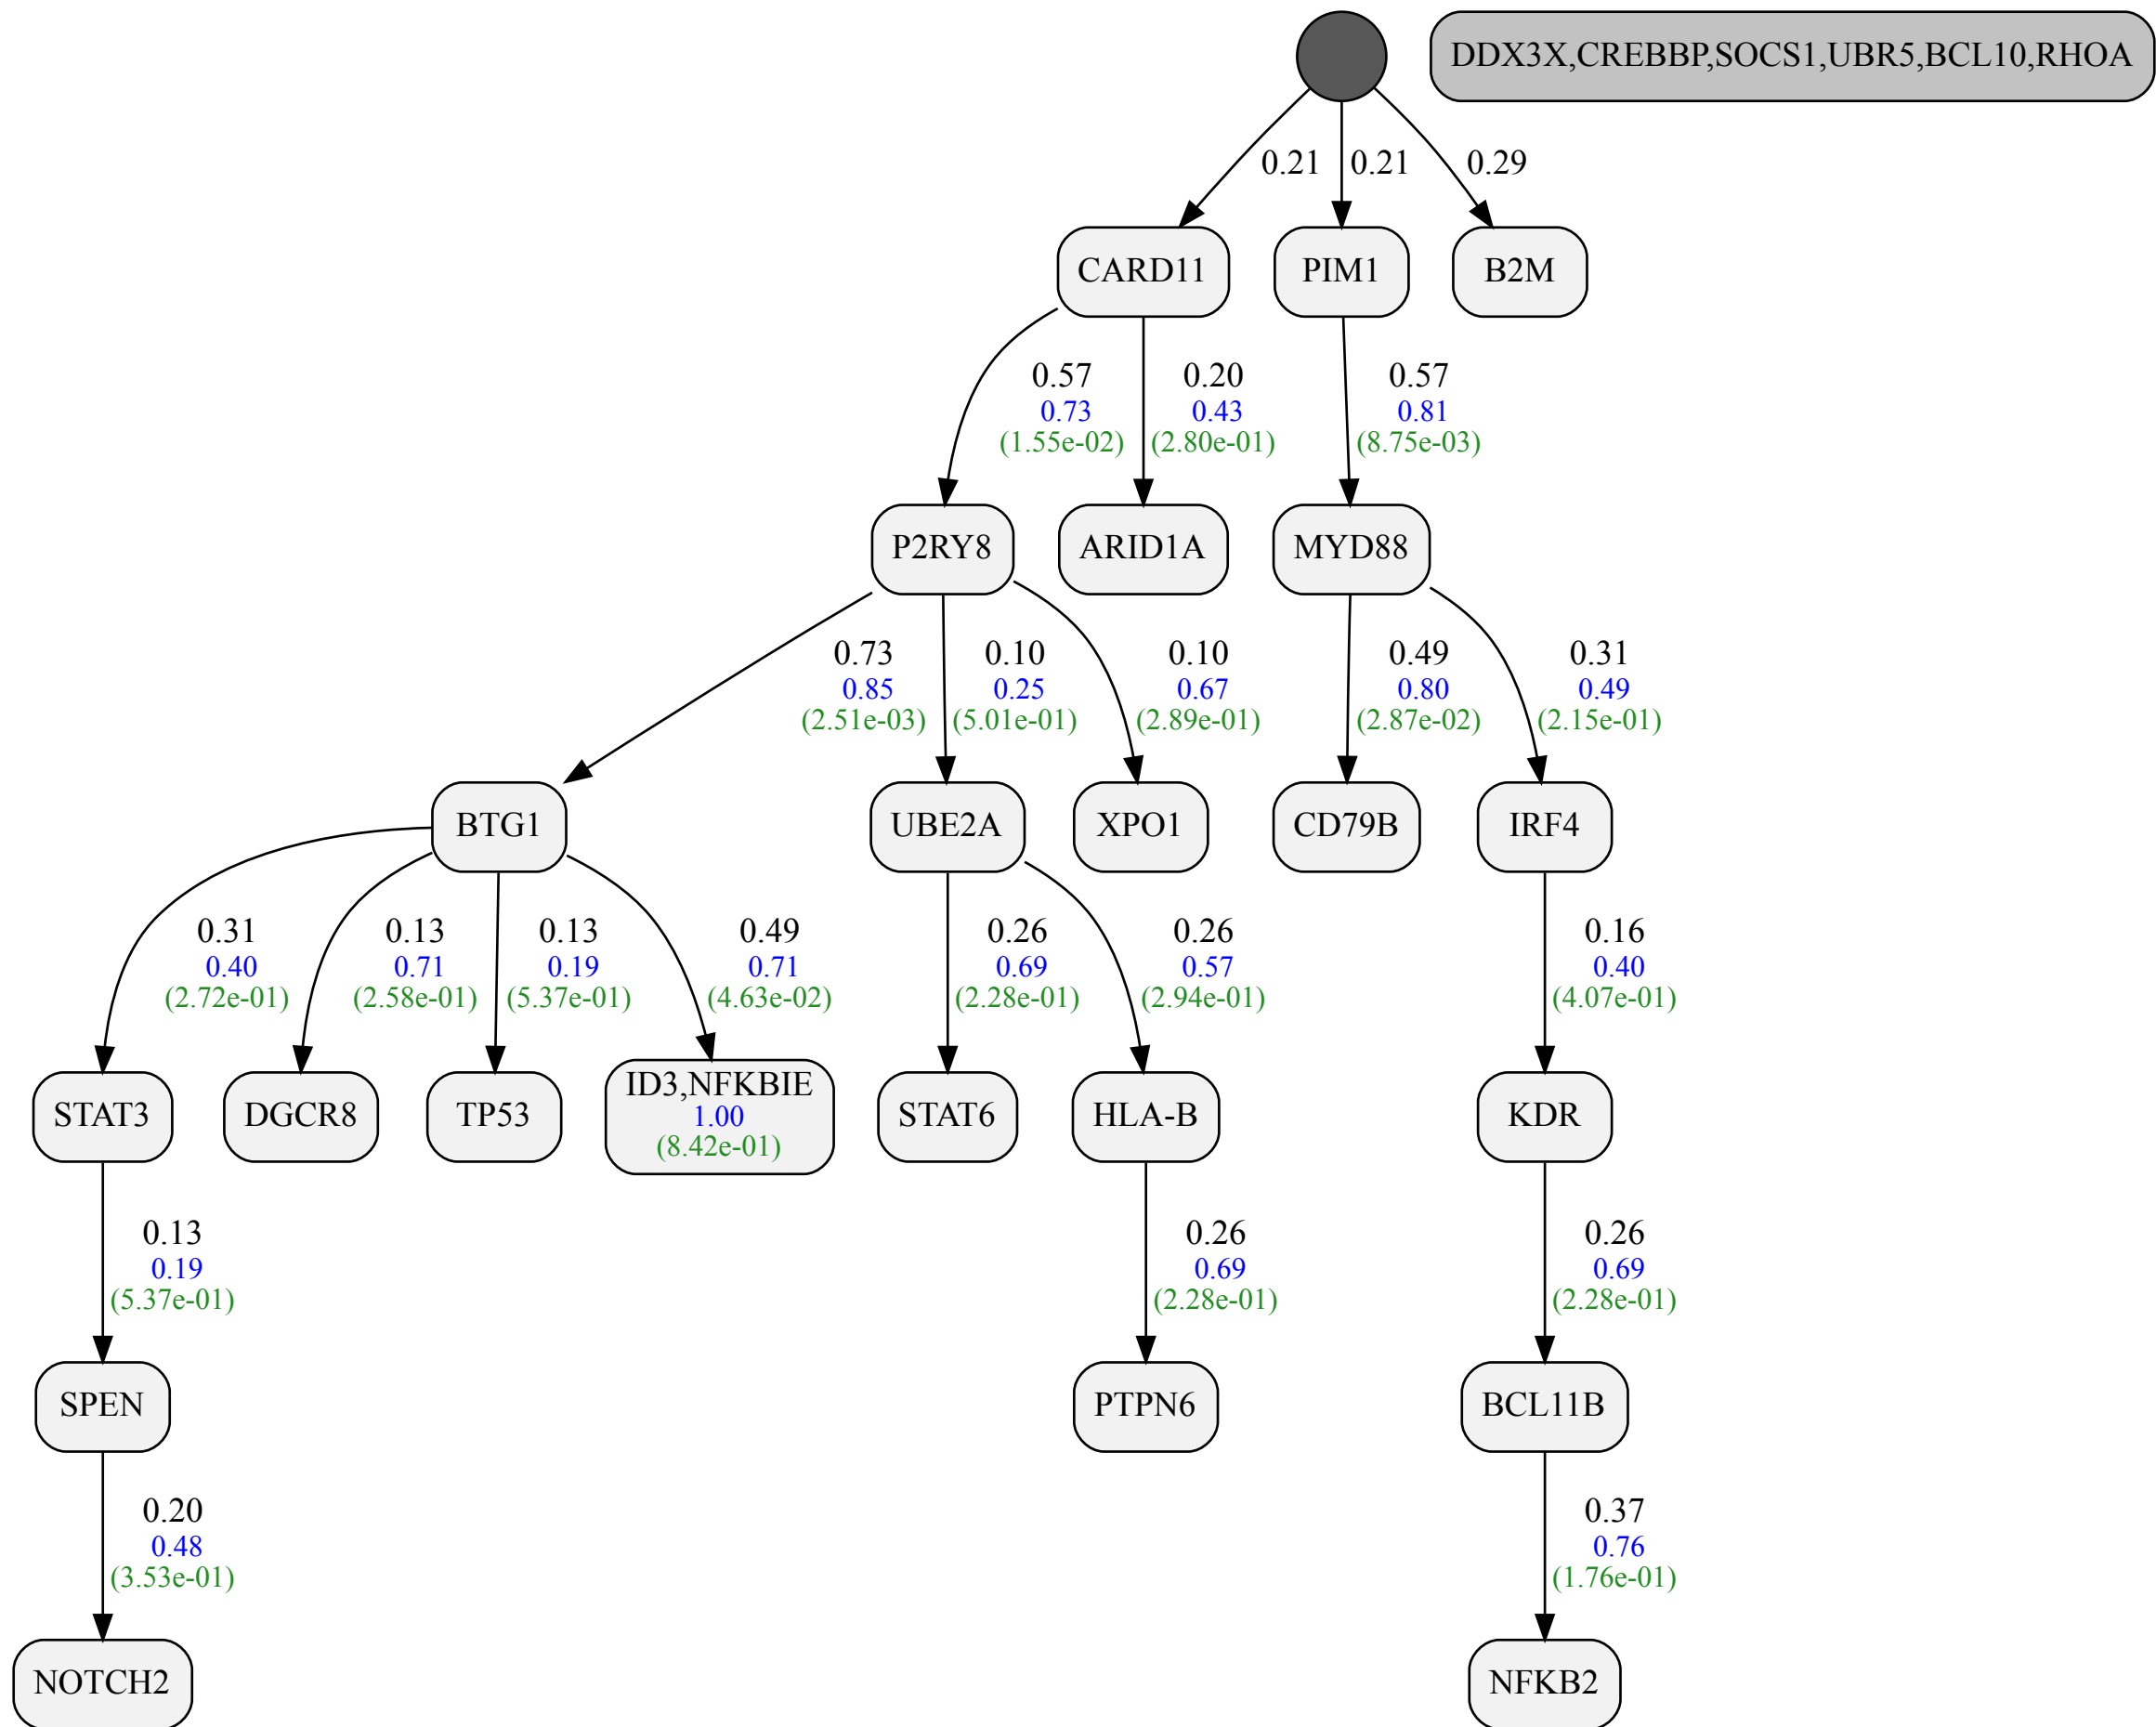 DDX3X,CREBBP,SOCS1,UBR5,BCL10,RHOA
0.21
0.21
0.29
CARD11
PIM1
B2M
0.57
0.73
(1.55e-02)
0.20
0.43
(2.80e-01)
0.57
0.81
(8.75e-03)
P2RY8
ARID1A
MYD88
0.73
0.85
(2.51e-03)
0.10
0.25
(5.01e-01)
0.10
0.67
(2.89e-01)
0.49
0.80
(2.87e-02)
0.31
0.49
(2.15e-01)
BTG1
UBE2A
XPO1
CD79B
IRF4
0.31
0.40
(2.72e-01)
0.13
0.71
(2.58e-01)
0.13
0.19
(5.37e-01)
0.49
0.71
(4.63e-02)
0.26
0.69
(2.28e-01)
0.26
0.57
(2.94e-01)
0.16
0.40
(4.07e-01)
STAT3
DGCR8
TP53
ID3,NFKBIE
1.00
(8.42e-01)
STAT6
HLA-B
KDR
0.13
0.19
(5.37e-01)
0.26
0.69
(2.28e-01)
0.26
0.69
(2.28e-01)
SPEN
PTPN6
BCL11B
0.20
0.48
(3.53e-01)
0.37
0.76
(1.76e-01)
NOTCH2
NFKB2